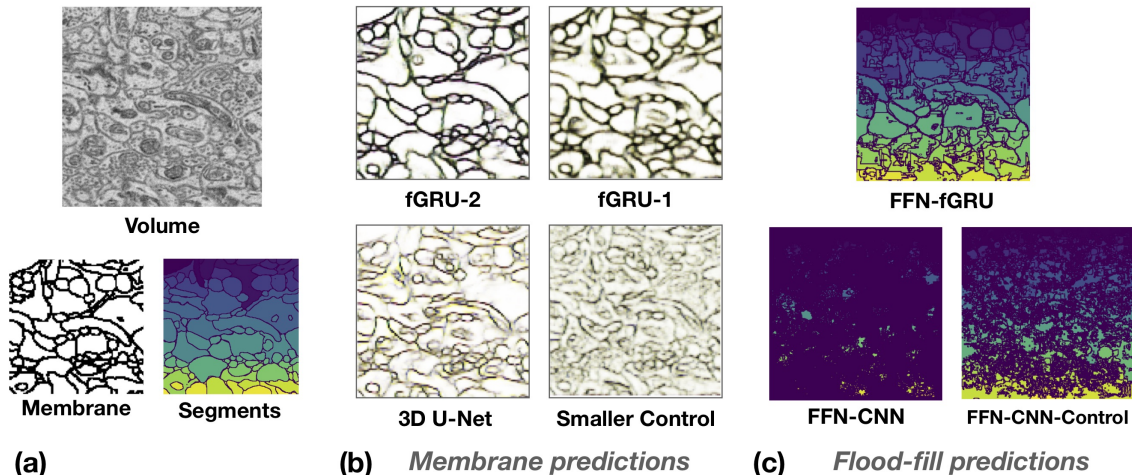 Volume
Membrane
Segments
(a)
fGRU-2
fGRU-1
3D U-Net
Smaller Control
(b) Membrane predictions
FFN-fGRU
FFN-CNN
FFN-CNN-Control
(c) Flood-fill predictions